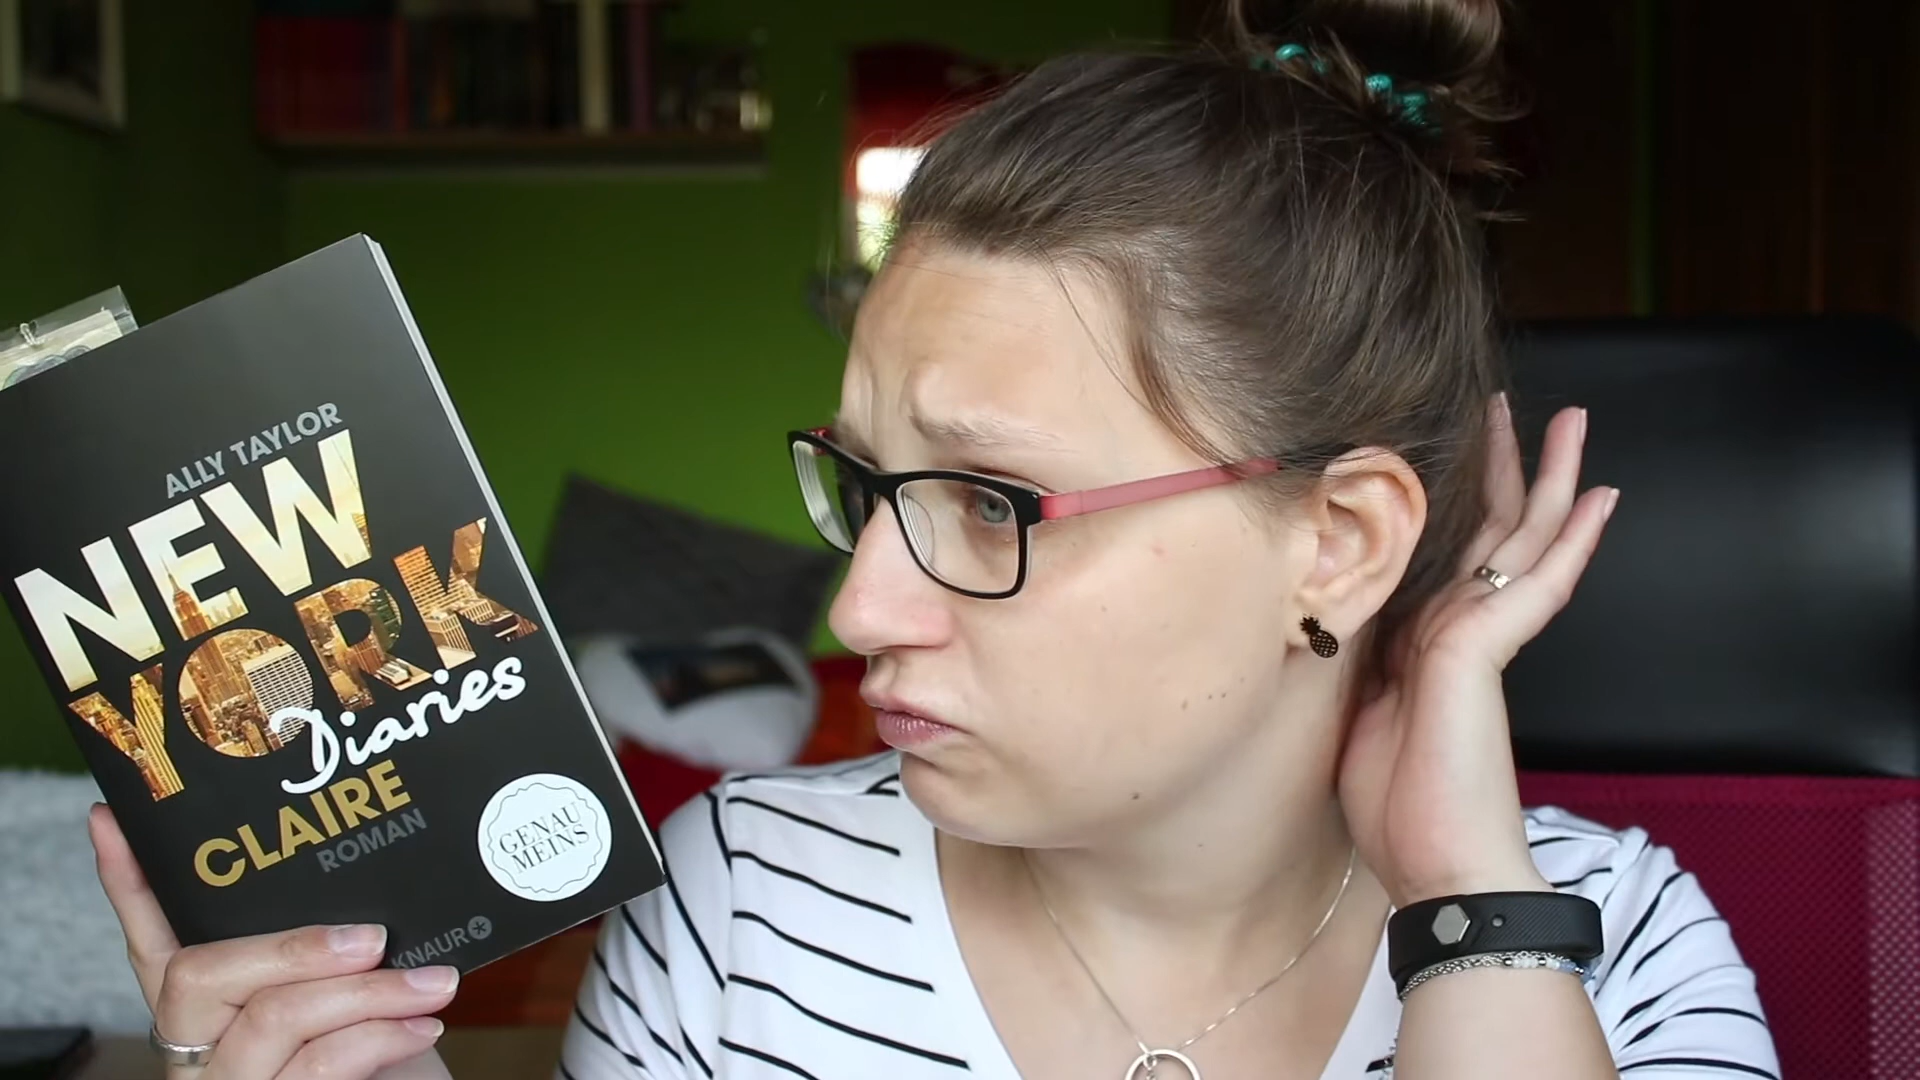 ALLY TAYLOR
NEW
YORK
Diaries
CLAIRE
ROMAN
GENAU
MEINS
KNAUR